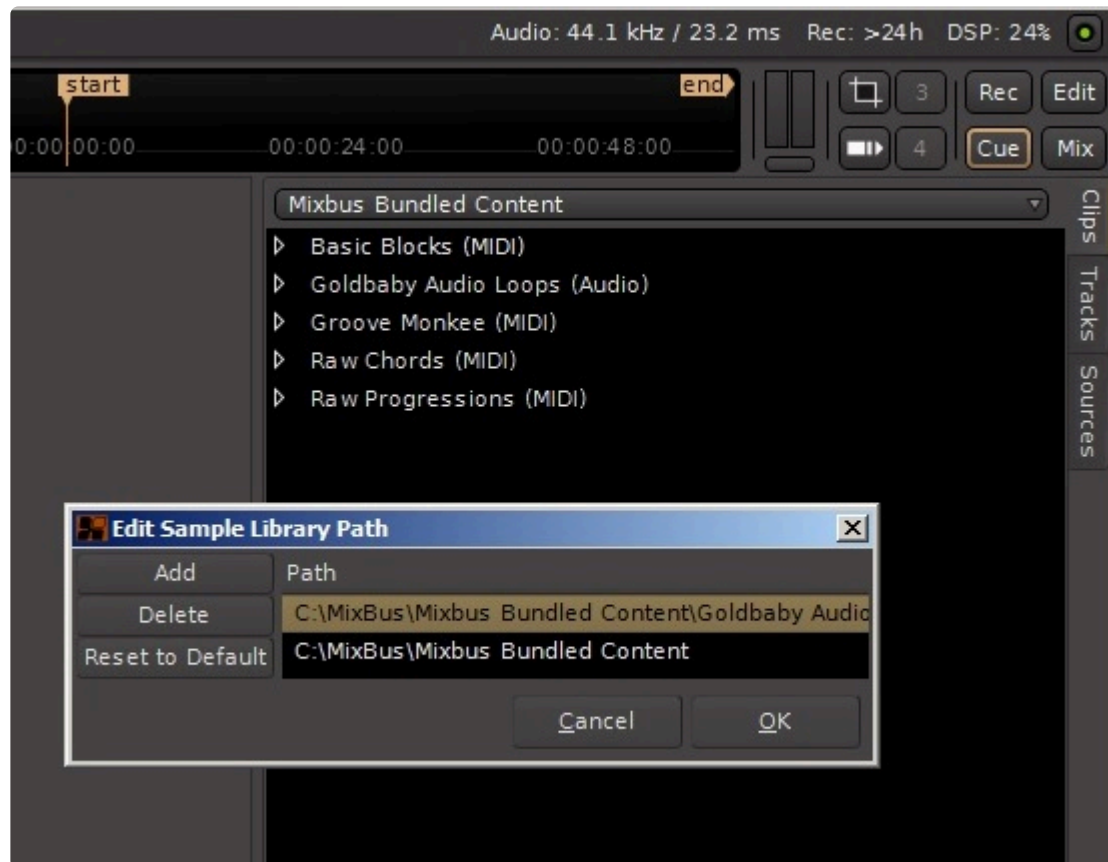 Audio: 44.1 kHz / 23.2 ms Rec: >24h DSP: 24%
start end
3 Rec Edit
00:00:24:00 00:00:48:00
4 Cue Mix
Mixbus Bundled Content
Clips
Tracks
Sources
Basic Blocks (MIDI)
Goldbaby Audio Loops (Audio)
Groove Monkee (MIDI)
Raw Chords (MIDI)
Raw Progressions (MIDI)
Edit Sample Library Path
Add Path
Delete C:\MixBus\Mixbus Bundled Content\Goldbaby Audio
Reset to Default C:\MixBus\Mixbus Bundled Content
Cancel OK